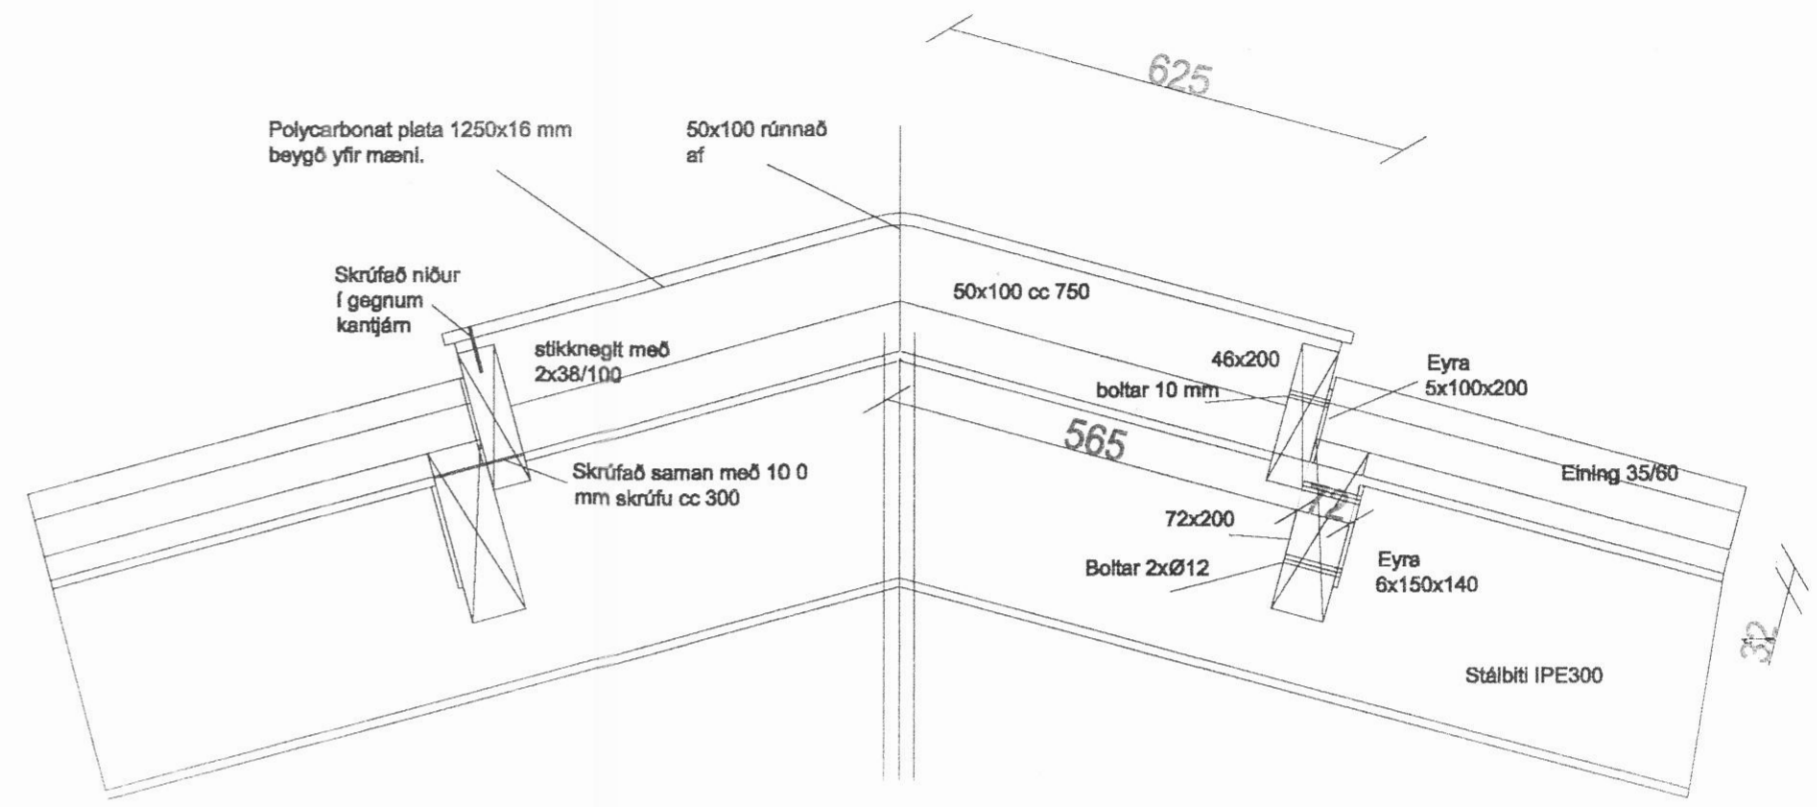 625
Polycarbonat plata 1250x16 mm
beygð yfir mæni.
50x100 rúnnað
af
Skrúfað niður
í gegnum
kantjárn
50x100 cc 750
stikkneglt með
2x38/100
46x200
boltar 10 mm
Eyra
5x100x200
565
Skrúfað saman með 10 0
mm skrúfu cc 300
Eining 35/60
72
72x200
Boltar 2xØ12
Eyra
6x150x140
32
Stálbiti IPE300